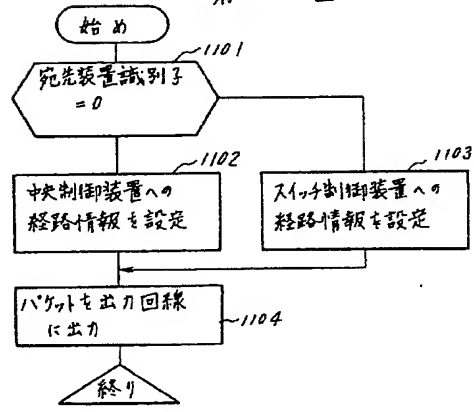 始め
1101
宛先装置識別子
=0
1102
中央制御装置への
経路情報を設定
1103
スイッチ制御装置への
経路情報を設定
パケットを出力回線
に出力
1104
終り